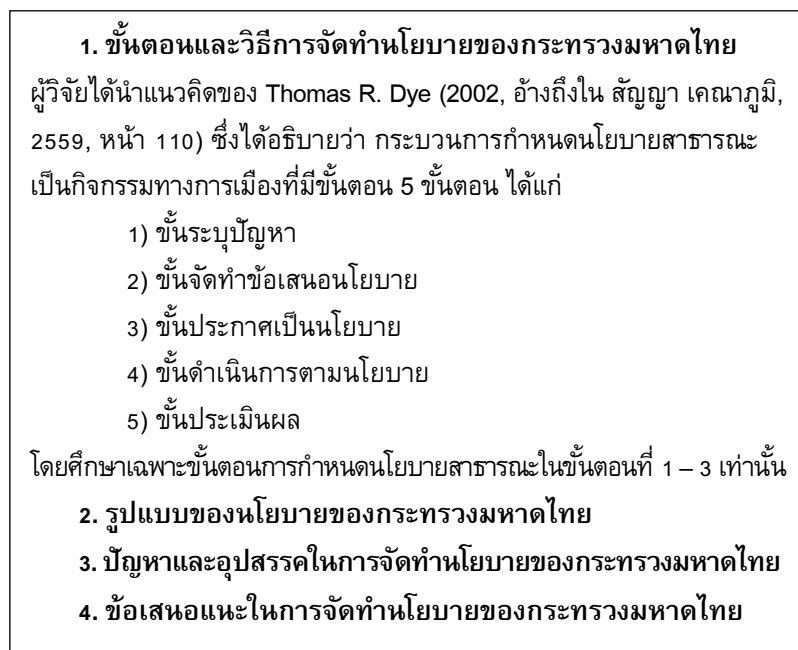 1. ขั้นตอนและวิธีการจัดทำนโยบายของกระทรวงมหาดไทย
ผู้วิจัยได้นำแนวคิดของ Thomas R. Dye (2002, อ้างถึงใน สัญญา เคณาภูมิ,
2559, หน้า 110) ซึ่งได้อธิบายว่า กระบวนการกำหนดนโยบายสาธารณะ
เป็นกิจกรรมทางการเมืองที่มีขั้นตอน 5 ขั้นตอน ได้แก่
1) ขั้นระบุปัญหา
2) ขั้นจัดทำข้อเสนอนโยบาย
3) ขั้นประกาศเป็นนโยบาย
4) ขั้นดำเนินการตามนโยบาย
5) ขั้นประเมินผล
โดยศึกษาเฉพาะขั้นตอนการกำหนดนโยบายสาธารณะในขั้นตอนที่ 1 – 3 เท่านั้น
2. รูปแบบของนโยบายของกระทรวงมหาดไทย
3. ปัญหาและอุปสรรคในการจัดทำนโยบายของกระทรวงมหาดไทย
4. ข้อเสนอแนะในการจัดทำนโยบายของกระทรวงมหาดไทย